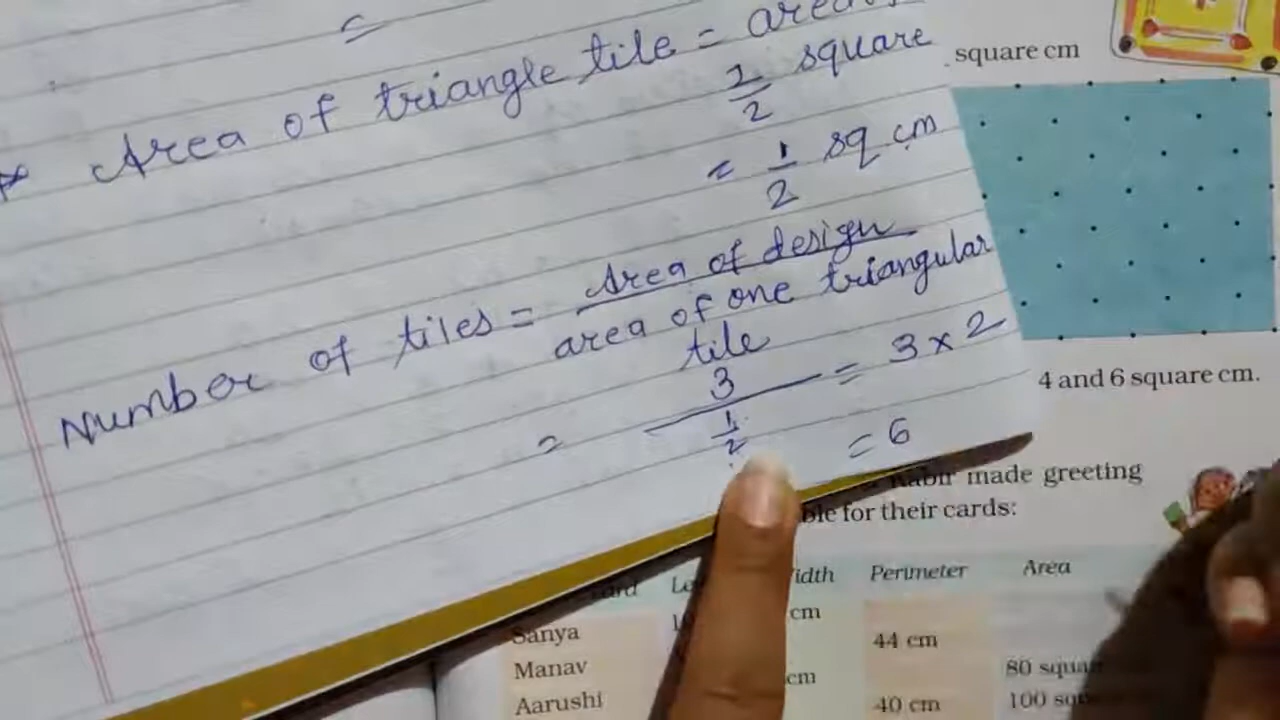 =
* Area of triangle tile = area
1/2 square
= 1/2 sq cm
Number of tiles = Area of design
area of one triangular
tile
= 3 / 1/2 = 3 x 2
= 6
square cm
4 and 6 square cm.
Kabir made greeting
ble for their cards:
Width Perimeter Area
Sanya cm 44 cm
Manav cm 80
Aarushi 40 cm 100